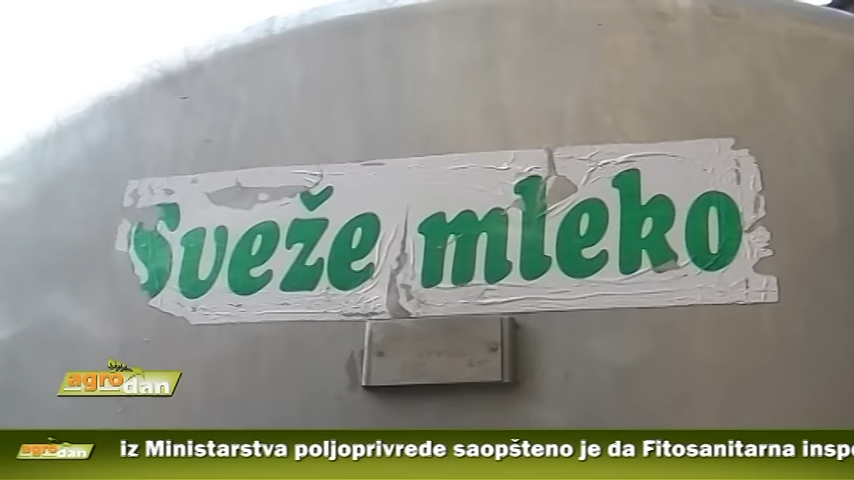 Sveže mleko
agrodan
agrodan iz Ministarstva poljoprivrede saopšteno je da Fitosanitarna inspe